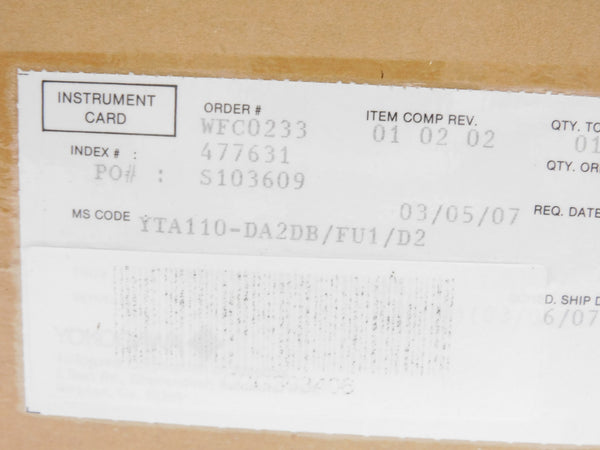 INSTRUMENT CARD
ORDER # WFC0233
ITEM COMP REV. 01 02 02
QTY. TO 01
INDEX # : 477631
QTY. OR
PO# : S103609
03/05/07 REQ. DATE
MS CODE YTA110-DA2DB/FU1/D2
D. SHIP D
6/07